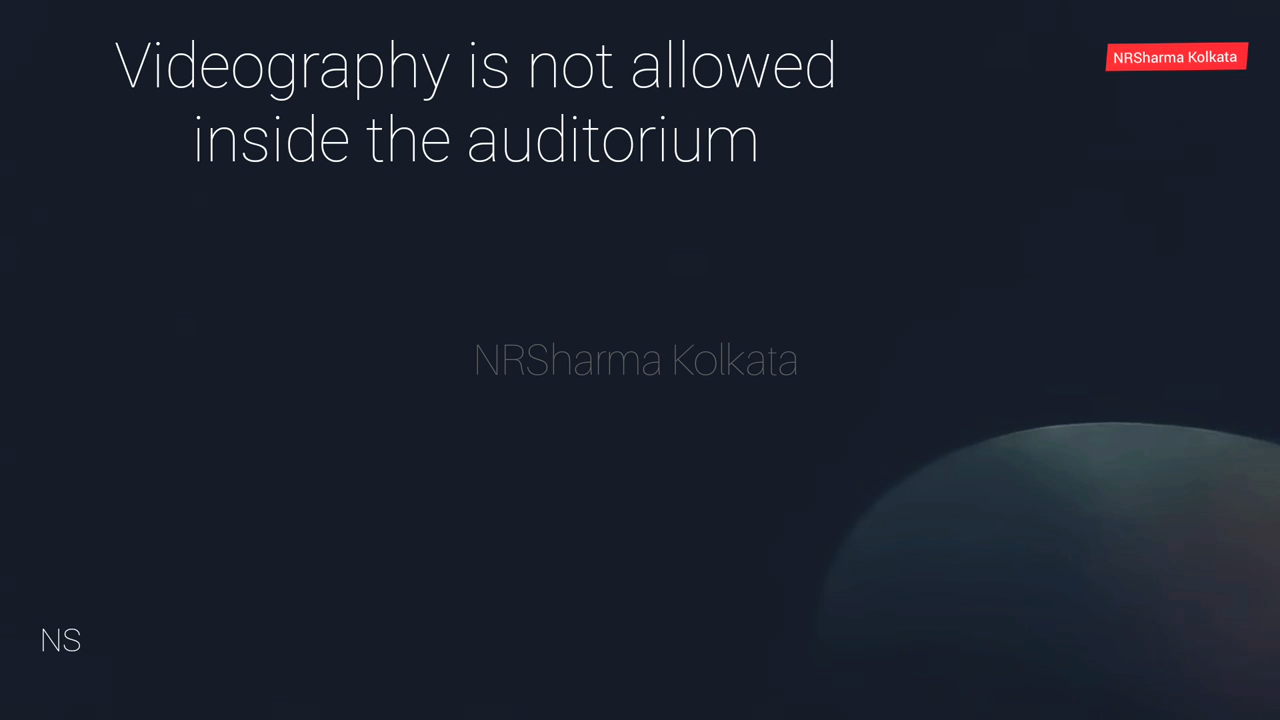 Videography is not allowed
inside the auditorium
NRSharma Kolkata
NRSharma Kolkata
NS